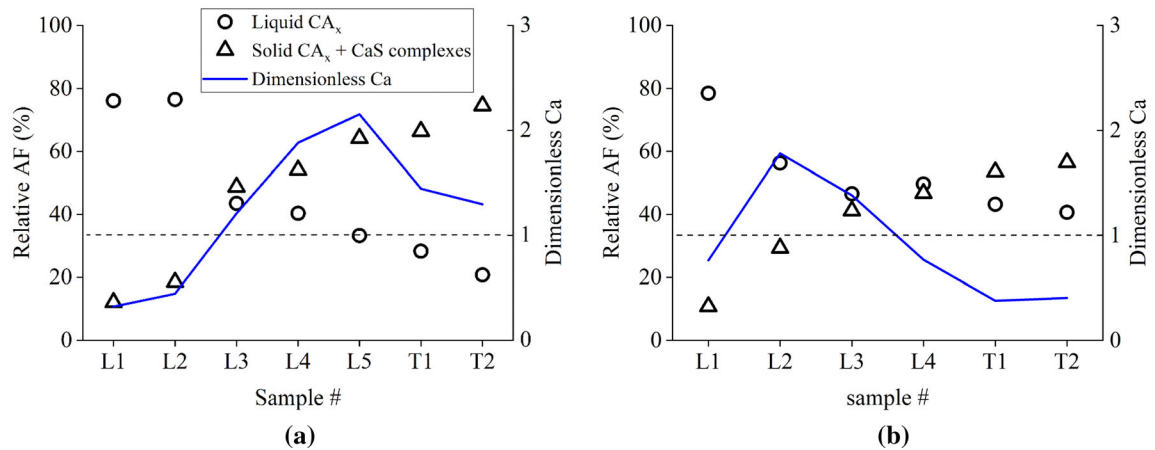 Liquid CAx
Solid CAx + CaS complexes
Dimensionless Ca
Relative AF (%)
100
80
60
40
20
0
3
2
1
0
Dimensionless Ca
L1 L2 L3 L4 L5 T1 T2
Sample #
(a)
Relative AF (%)
100
80
60
40
20
0
3
2
1
0
Dimensionless Ca
L1 L2 L3 L4 T1 T2
sample #
(b)